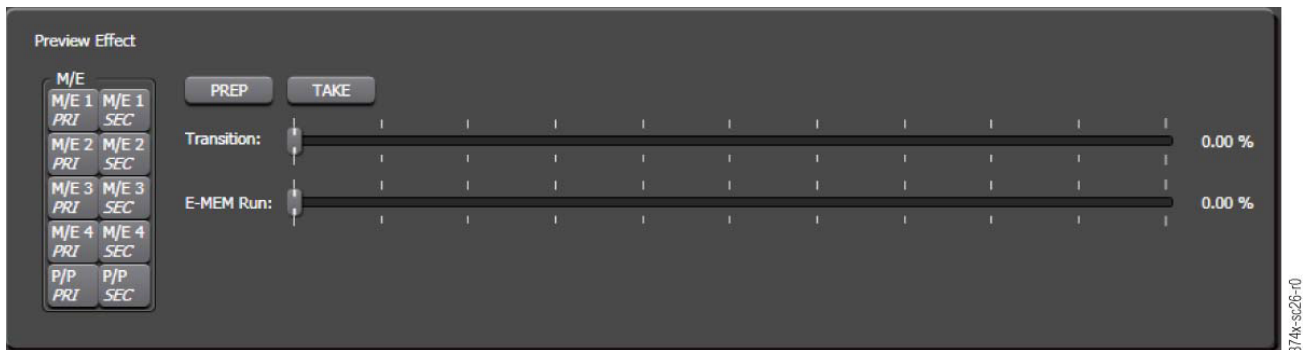 Preview Effect
M/E
M/E 1 M/E 1
PRI SEC
M/E 2 M/E 2
PRI SEC
M/E 3 M/E 3
PRI SEC
M/E 4 M/E 4
PRI SEC
P/P P/P
PRI SEC
PREP TAKE
Transition: 0.00 %
E-MEM Run: 0.00 %
374x-sc26-r0